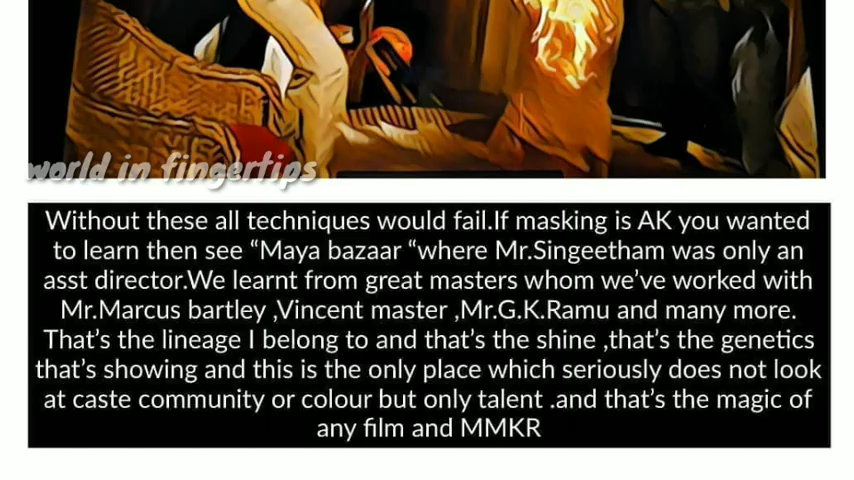 world in fingertips
Without these all techniques would fail.If masking is AK you wanted
to learn then see “Maya bazaar “where Mr.Singeetham was only an
asst director.We learnt from great masters whom we’ve worked with
Mr.Marcus bartley ,Vincent master ,Mr.G.K.Ramu and many more.
That’s the lineage I belong to and that’s the shine ,that’s the genetics
that’s showing and this is the only place which seriously does not look
at caste community or colour but only talent .and that’s the magic of
any film and MMKR